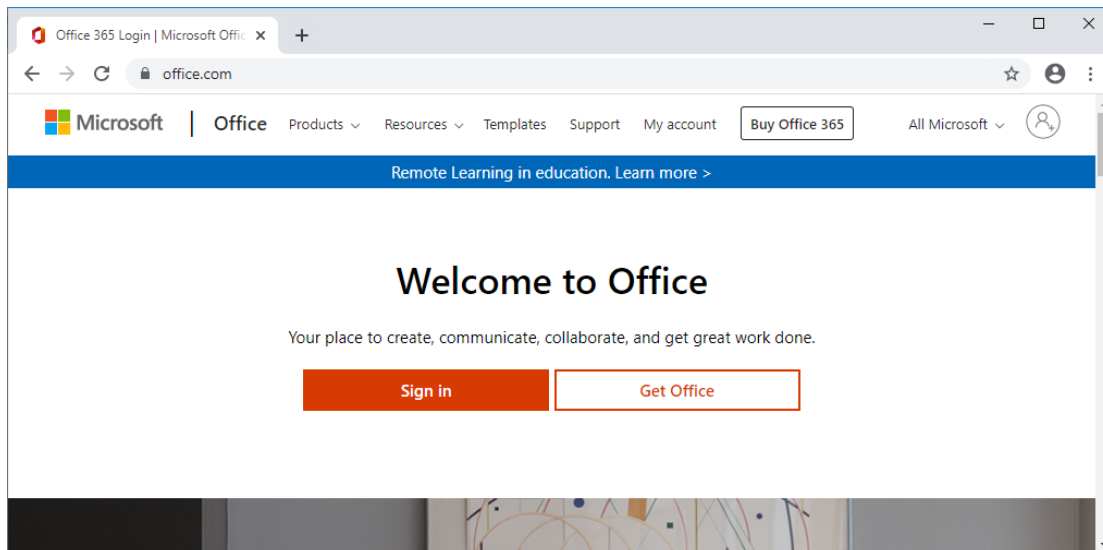 Office 365 Login | Microsoft Offic
office.com
Microsoft Office Products Resources Templates Support My account Buy Office 365 All Microsoft
Remote Learning in education. Learn more >
Welcome to Office
Your place to create, communicate, collaborate, and get great work done.
Sign in Get Office